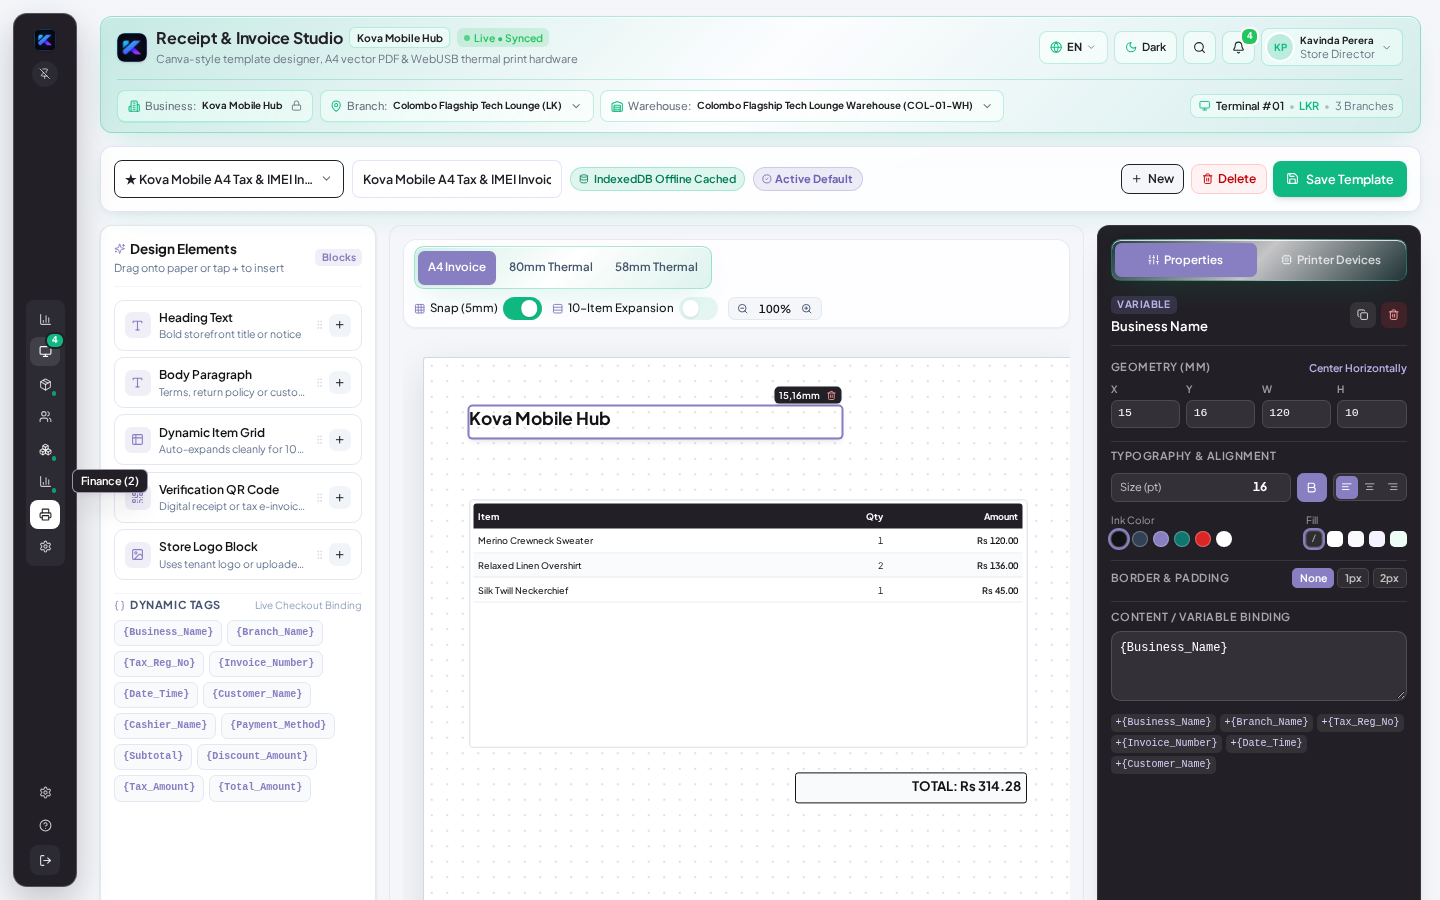 Receipt & Invoice Studio
Kova Mobile Hub
Live • Synced
Canva-style template designer, A4 vector PDF & WebUSB thermal print hardware
EN
Dark
4
KP
Kavinda Perera
Store Director
Business: Kova Mobile Hub
Branch: Colombo Flagship Tech Lounge (LK)
Warehouse: Colombo Flagship Tech Lounge Warehouse (COL-01-WH)
Terminal #01 • LKR • 3 Branches
★ Kova Mobile A4 Tax & IMEI In...
Kova Mobile A4 Tax & IMEI Invoic
IndexedDB Offline Cached
Active Default
+ New
Delete
Save Template
4
Finance (2)
Design Elements
Drag onto paper or tap + to insert
Blocks
Heading Text
Bold storefront title or notice
+
Body Paragraph
Terms, return policy or custo...
+
Dynamic Item Grid
Auto-expands cleanly for 10...
+
Verification QR Code
Digital receipt or tax e-invoic...
+
Store Logo Block
Uses tenant logo or uploade...
+
{} DYNAMIC TAGS
Live Checkout Binding
{Business_Name} {Branch_Name}
{Tax_Reg_No} {Invoice_Number}
{Date_Time} {Customer_Name}
{Cashier_Name} {Payment_Method}
{Subtotal} {Discount_Amount}
{Tax_Amount} {Total_Amount}
A4 Invoice
80mm Thermal
58mm Thermal
Snap (5mm)
10-Item Expansion
100%
15,16mm
Kova Mobile Hub
Item Qty Amount
Merino Crewneck Sweater 1 Rs 120.00
Relaxed Linen Overshirt 2 Rs 136.00
Silk Twill Neckerchief 1 Rs 45.00
TOTAL: Rs 314.28
Properties
Printer Devices
VARIABLE
Business Name
GEOMETRY (MM)
Center Horizontally
X Y W H
15 16 120 10
TYPOGRAPHY & ALIGNMENT
Size (pt) 16
B
Ink Color
Fill
/
BORDER & PADDING
None 1px 2px
CONTENT / VARIABLE BINDING
{Business_Name}
+{Business_Name} +{Branch_Name} +{Tax_Reg_No}
+{Invoice_Number} +{Date_Time}
+{Customer_Name}